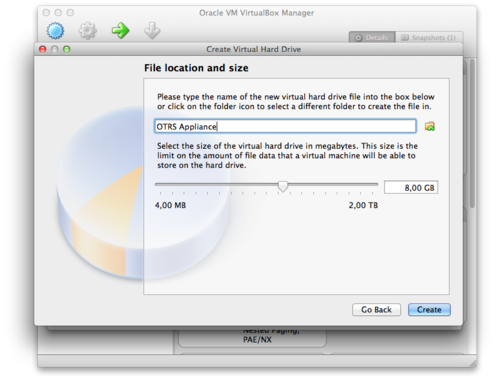 Oracle VM VirtualBox Manager
Details
Snapshots (1)
Create Virtual Hard Drive
File location and size
Please type the name of the new virtual hard drive file into the box below
or click on the folder icon to select a different folder to create the file in.
OTRS Appliance
Select the size of the virtual hard drive in megabytes. This size is the
limit on the amount of file data that a virtual machine will be able to
store on the hard drive.
8,00 GB
4,00 MB
2,00 TB
Go Back
Create
Nested Paging,
PAE/NX